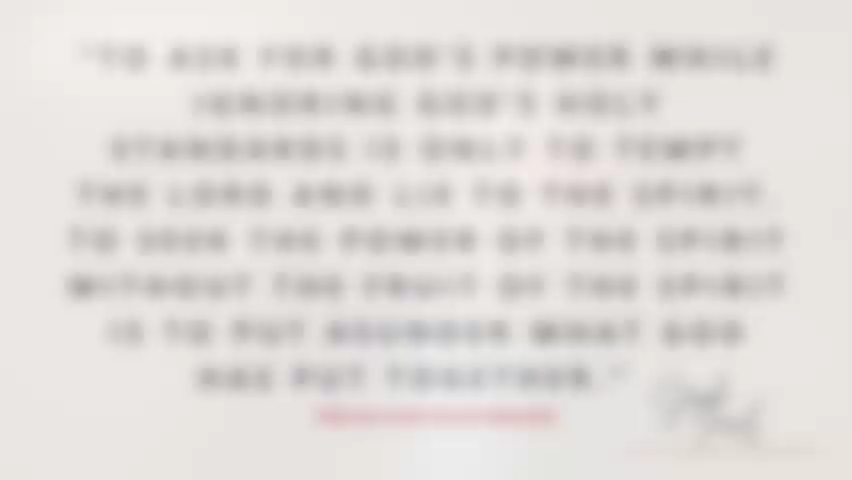 "TO ASK FOR GOD'S POWER WHILE
IGNORING GOD'S HOLY
STANDARDS IS ONLY TO TEMPT
THE LORD AND LIE TO THE SPIRIT.
TO SEEK THE POWER OF THE SPIRIT
WITHOUT THE FRUIT OF THE SPIRIT
IS TO PUT ASUNDER WHAT GOD
HAS PUT TOGETHER."